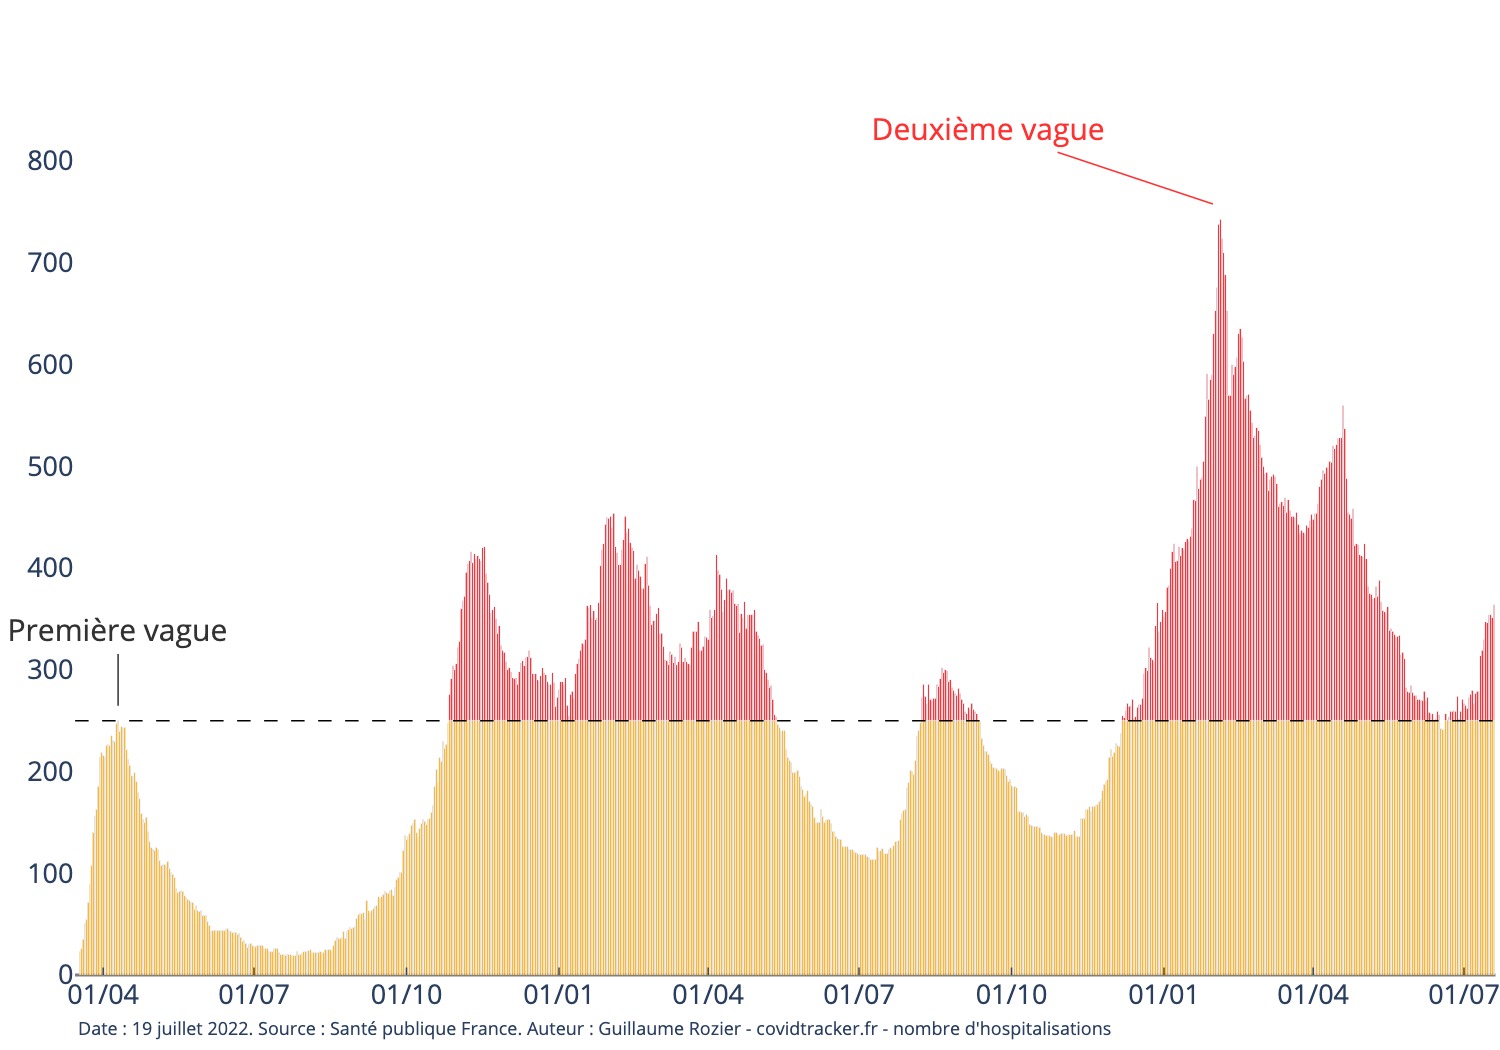 Deuxième vague
800
700
600
500
400
Première vague
300
200
100
0
01/04 01/07 01/10 01/01 01/04 01/07 01/10 01/01 01/04 01/07
Date : 19 juillet 2022. Source : Santé publique France. Auteur : Guillaume Rozier - covidtracker.fr - nombre d'hospitalisations